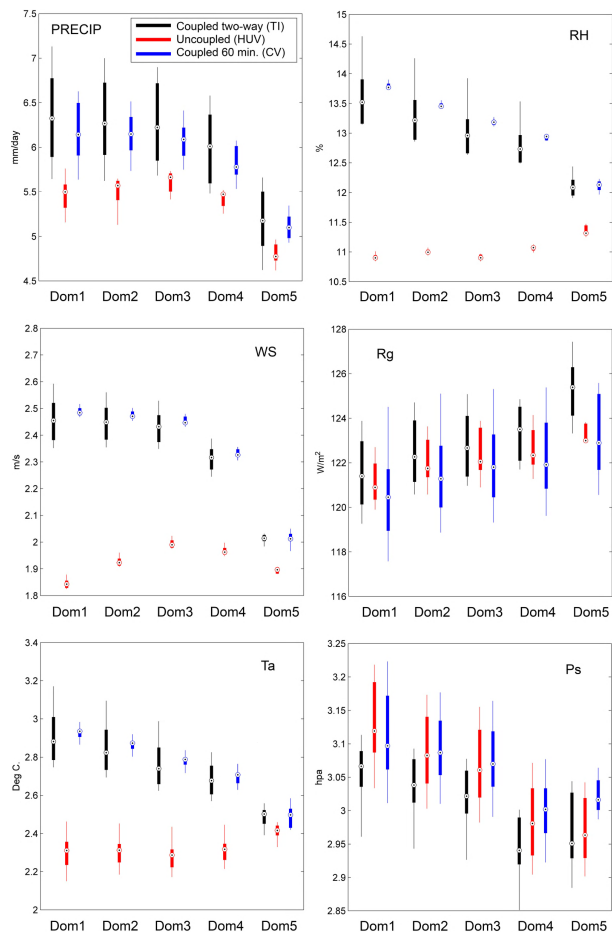 PRECIP
Coupled two-way (TI)
Uncoupled (HUV)
Coupled 60 min. (CV)
mm/day
7.5
7
6.5
6
5.5
5
4.5
Dom1 Dom2 Dom3 Dom4 Dom5
RH
%
15
14.5
14
13.5
13
12.5
12
11.5
11
10.5
Dom1 Dom2 Dom3 Dom4 Dom5
WS
m/s
2.8
2.7
2.6
2.5
2.4
2.3
2.2
2.1
2
1.9
1.8
Dom1 Dom2 Dom3 Dom4 Dom5
Rg
W/m²
128
126
124
122
120
118
116
Dom1 Dom2 Dom3 Dom4 Dom5
Ta
Deg C.
3.4
3.2
3
2.8
2.6
2.4
2.2
2
Dom1 Dom2 Dom3 Dom4 Dom5
Ps
hpa
3.25
3.2
3.15
3.1
3.05
3
2.95
2.9
2.85
Dom1 Dom2 Dom3 Dom4 Dom5